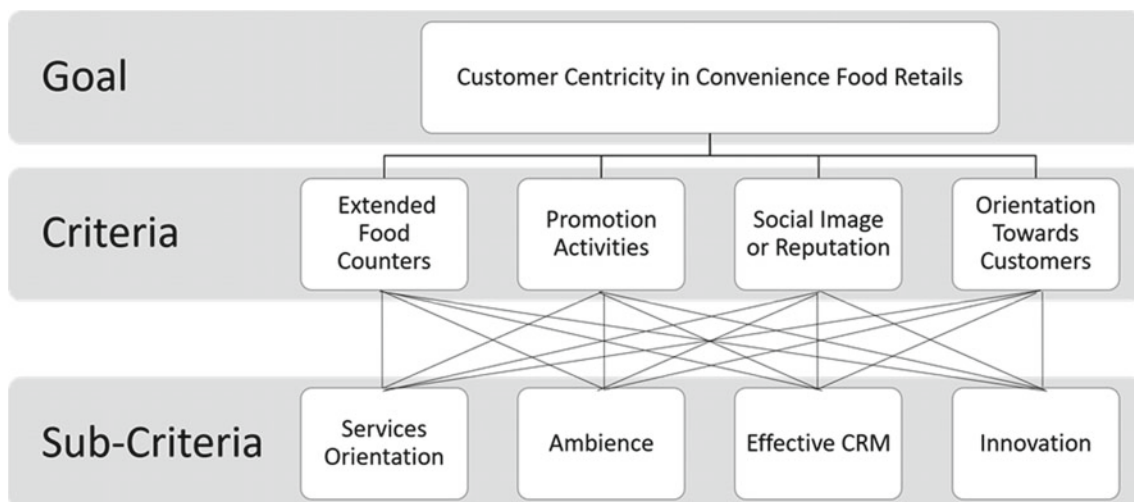 Goal
Customer Centricity in Convenience Food Retails
Criteria
Extended
Food
Counters
Promotion
Activities
Social Image
or Reputation
Orientation
Towards
Customers
Sub-Criteria
Services
Orientation
Ambience
Effective CRM
Innovation